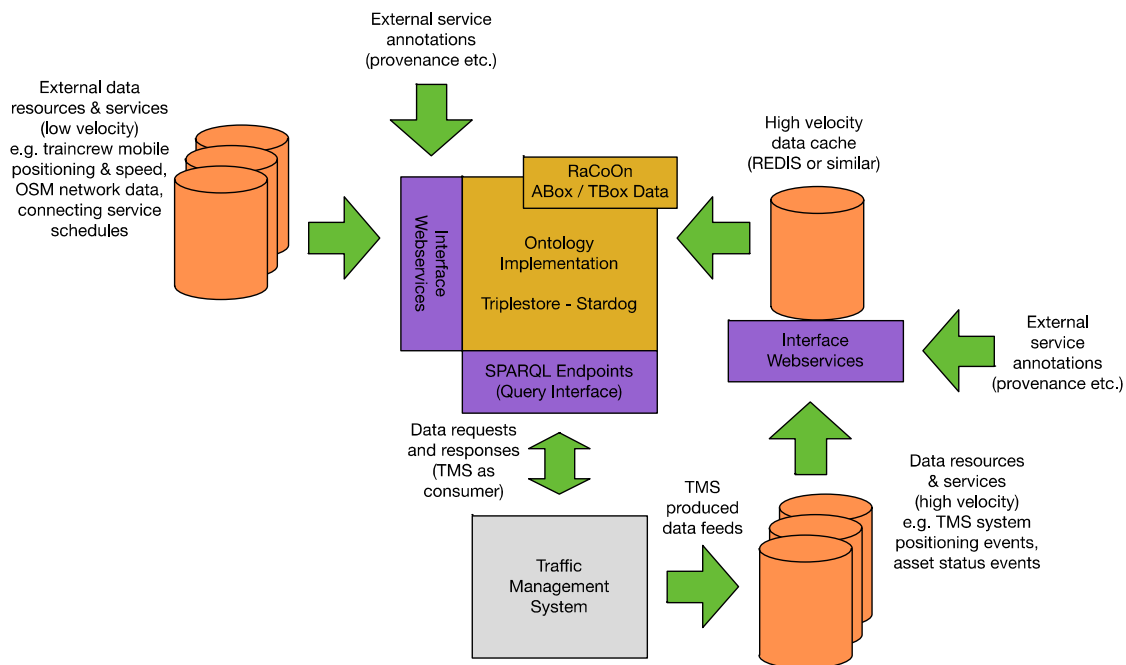 External service
annotations
(provenance etc.)
External data
resources & services
(low velocity)
e.g. traincrew mobile
positioning & speed,
OSM network data,
connecting service
schedules
High velocity
data cache
(REDIS or similar)
RaCoOn
ABox / TBox Data
Interface
Webservices
Ontology
Implementation
Triplestore - Stardog
SPARQL Endpoints
(Query Interface)
Interface
Webservices
External
service
annotations
(provenance etc.)
Data requests
and responses
(TMS as
consumer)
TMS
produced
data feeds
Data resources
& services
(high velocity)
e.g. TMS system
positioning events,
asset status events
Traffic
Management
System